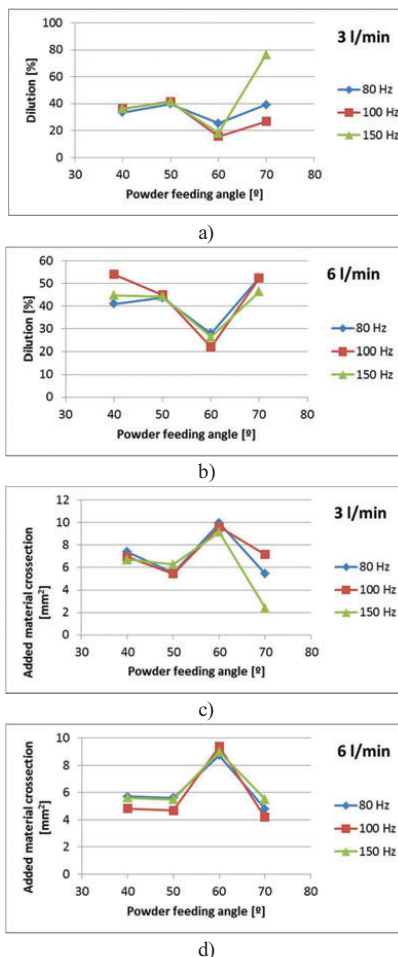 3 l/min
Dilution [%]
100
80
60
40
20
0
30 40 50 60 70 80
Powder feeding angle [º]
80 Hz
100 Hz
150 Hz
a)
6 l/min
Dilution [%]
60
50
40
30
20
10
0
30 40 50 60 70 80
Powder feeding angle [º]
80 Hz
100 Hz
150 Hz
b)
3 l/min
Added material crossection
[mm²]
12
10
8
6
4
2
0
30 40 50 60 70 80
Powder feeding angle [º]
80 Hz
100 Hz
150 Hz
c)
6 l/min
Added material crossection
[mm²]
10
8
6
4
2
0
30 40 50 60 70 80
Powder feeding angle [º]
80 Hz
100 Hz
150 Hz
d)